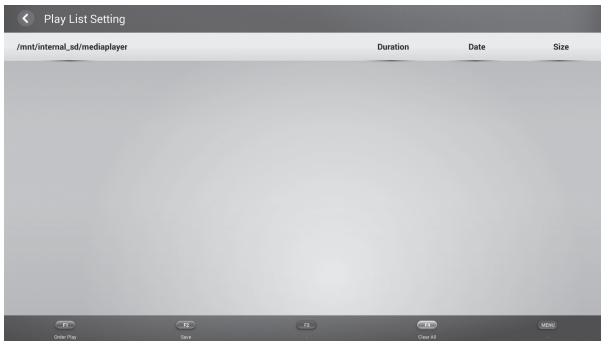 Play List Setting
/mnt/internal_sd/mediaplayer Duration Date Size
F1 F2 F3 F4 MENU
Order Play Save Clear All